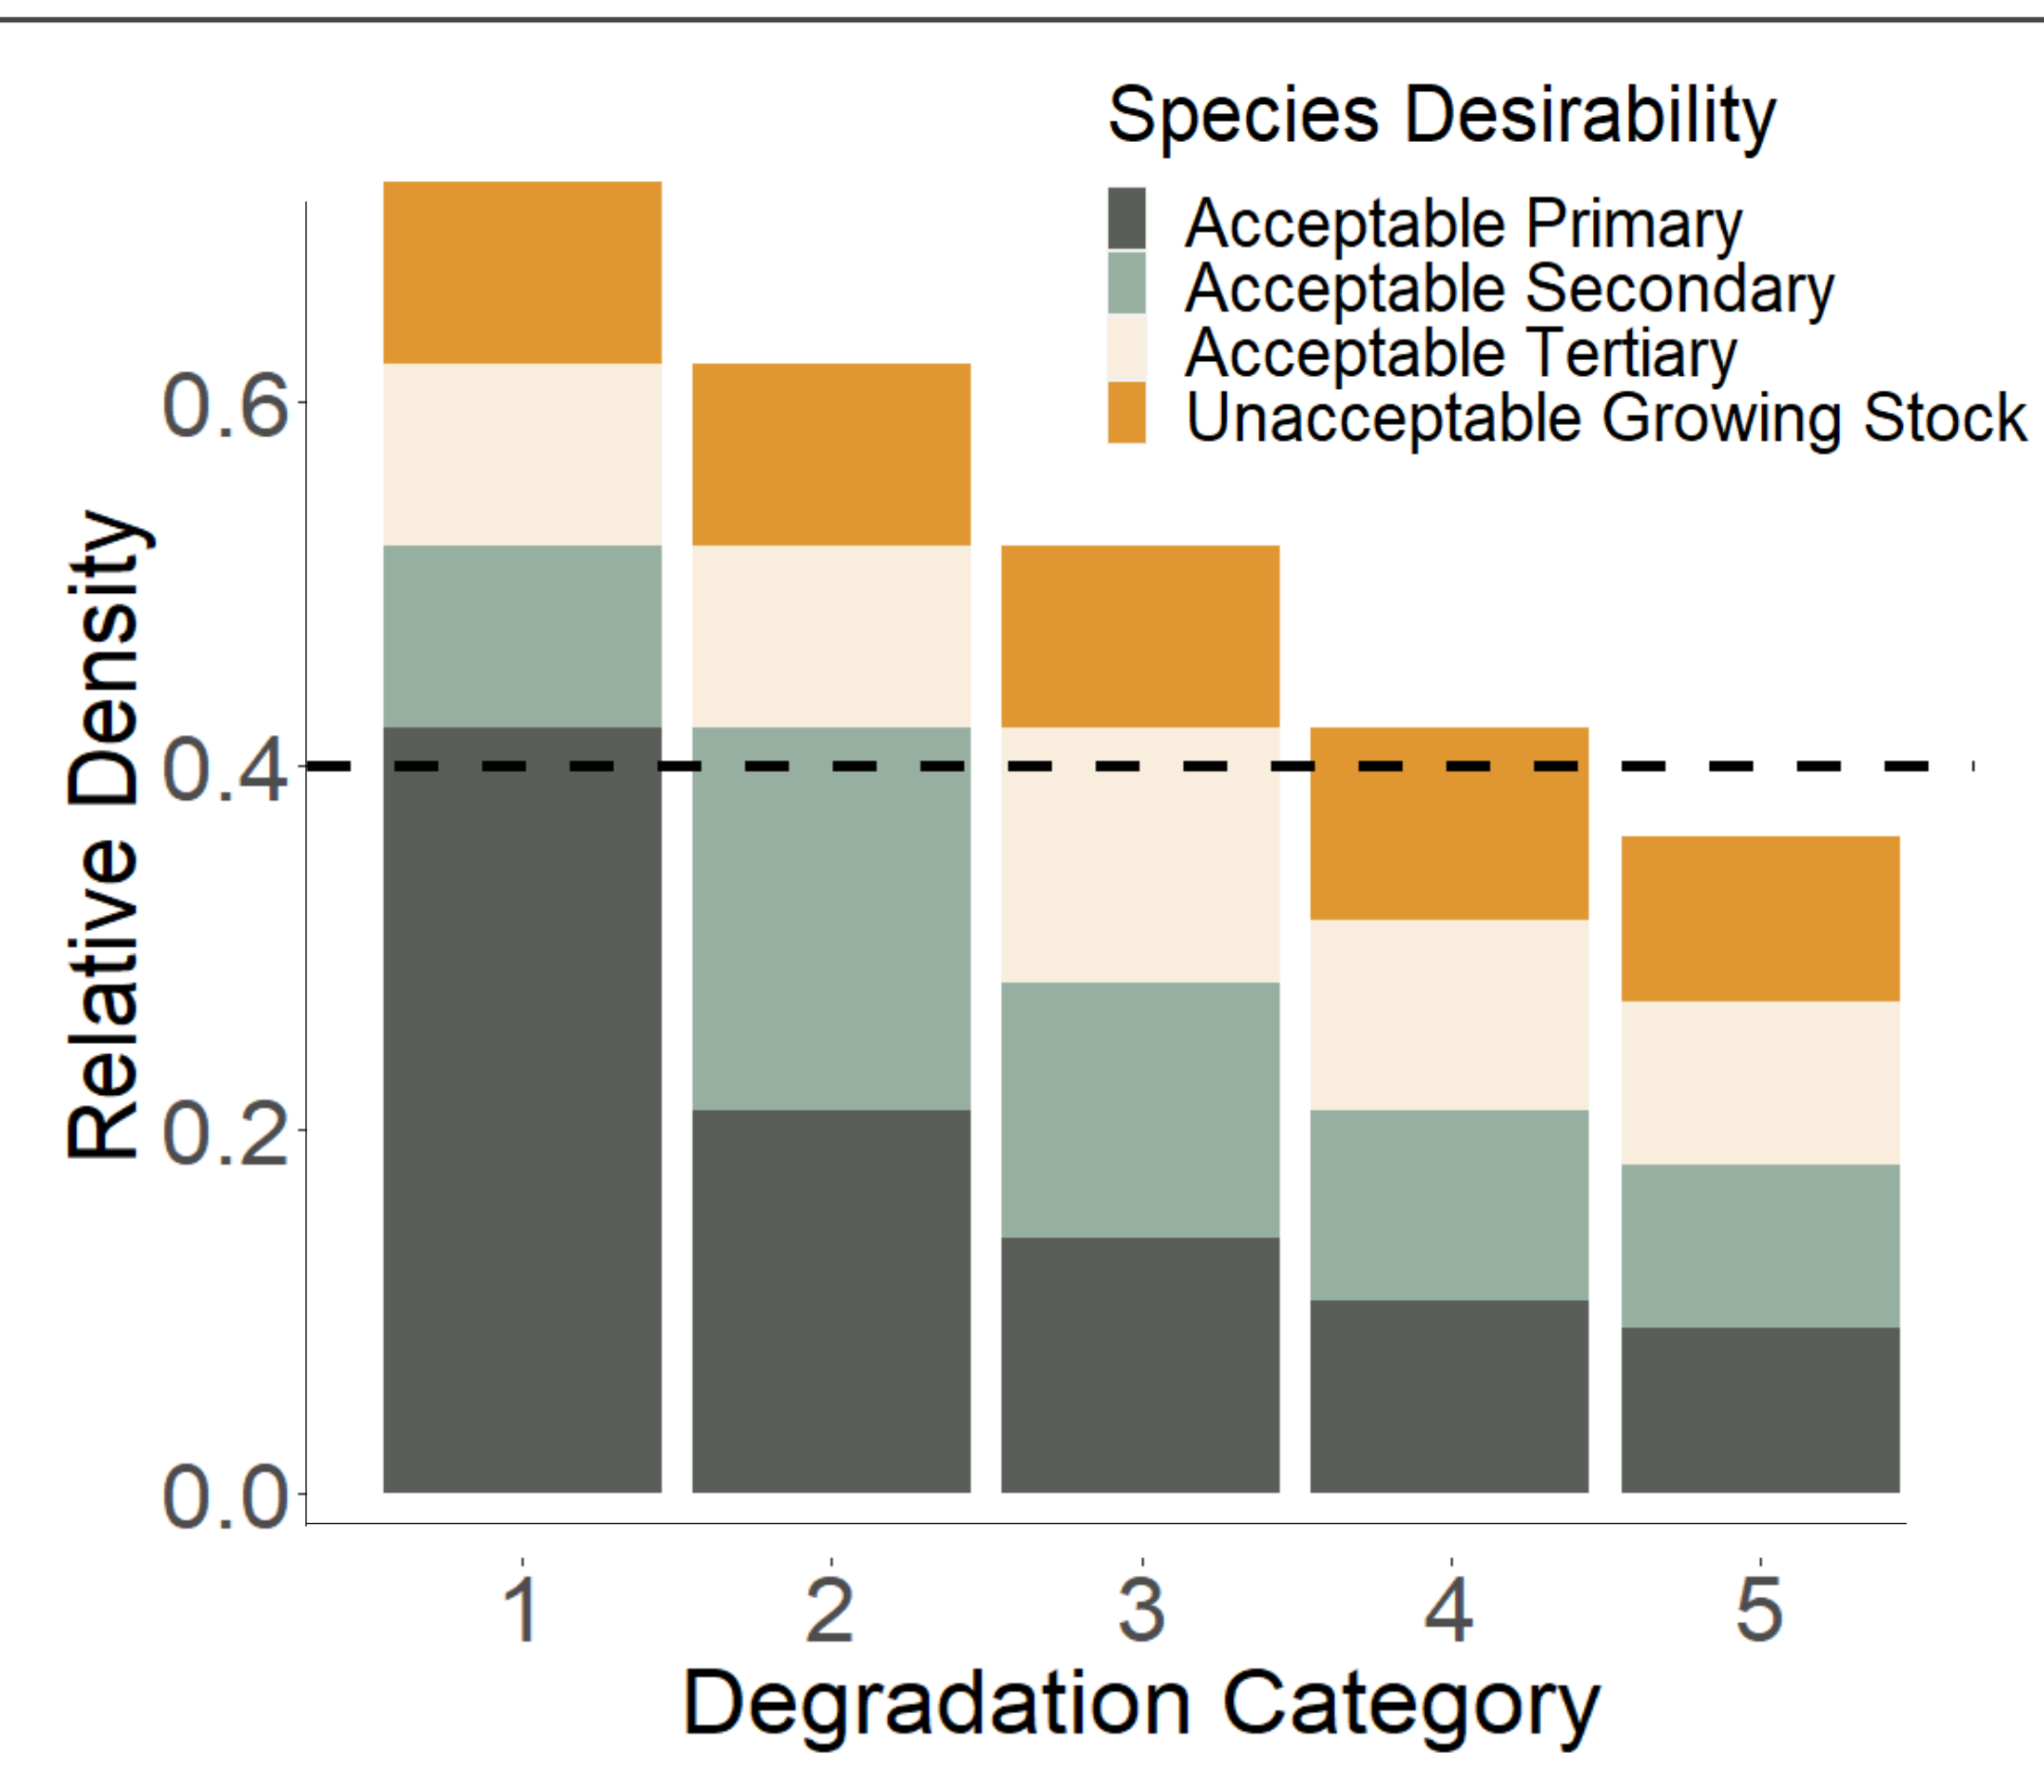 Species Desirability
Acceptable Primary
Acceptable Secondary
Acceptable Tertiary
Unacceptable Growing Stock
Relative Density
0.6
0.4
0.2
0.0
1 2 3 4 5
Degradation Category